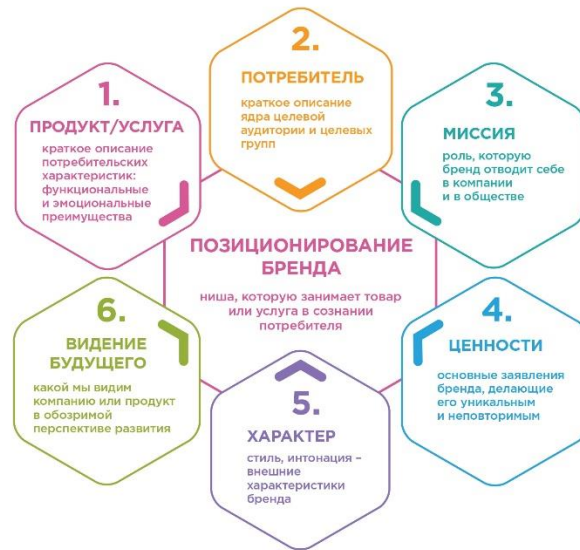 1.
ПРОДУКТ/УСЛУГА
краткое описание
потребительских
характеристик:
функциональные
и эмоциональные
преимущества
2.
ПОТРЕБИТЕЛЬ
краткое описание
ядра целевой
аудитории и целевых
групп
3.
МИССИЯ
роль, которую
бренд отводит себе
в компании
и в обществе
ПОЗИЦИОНИРОВАНИЕ
БРЕНДА
ниша, которую занимает товар
или услуга в сознании
потребителя
4.
ЦЕННОСТИ
основные заявления
бренда, делающие
его уникальным
и неповторимым
5.
ХАРАКТЕР
стиль, интонация –
внешние
характеристики
бренда
6.
ВИДЕНИЕ
БУДУЩЕГО
какой мы видим
компанию или продукт
в обозримой
перспективе развития